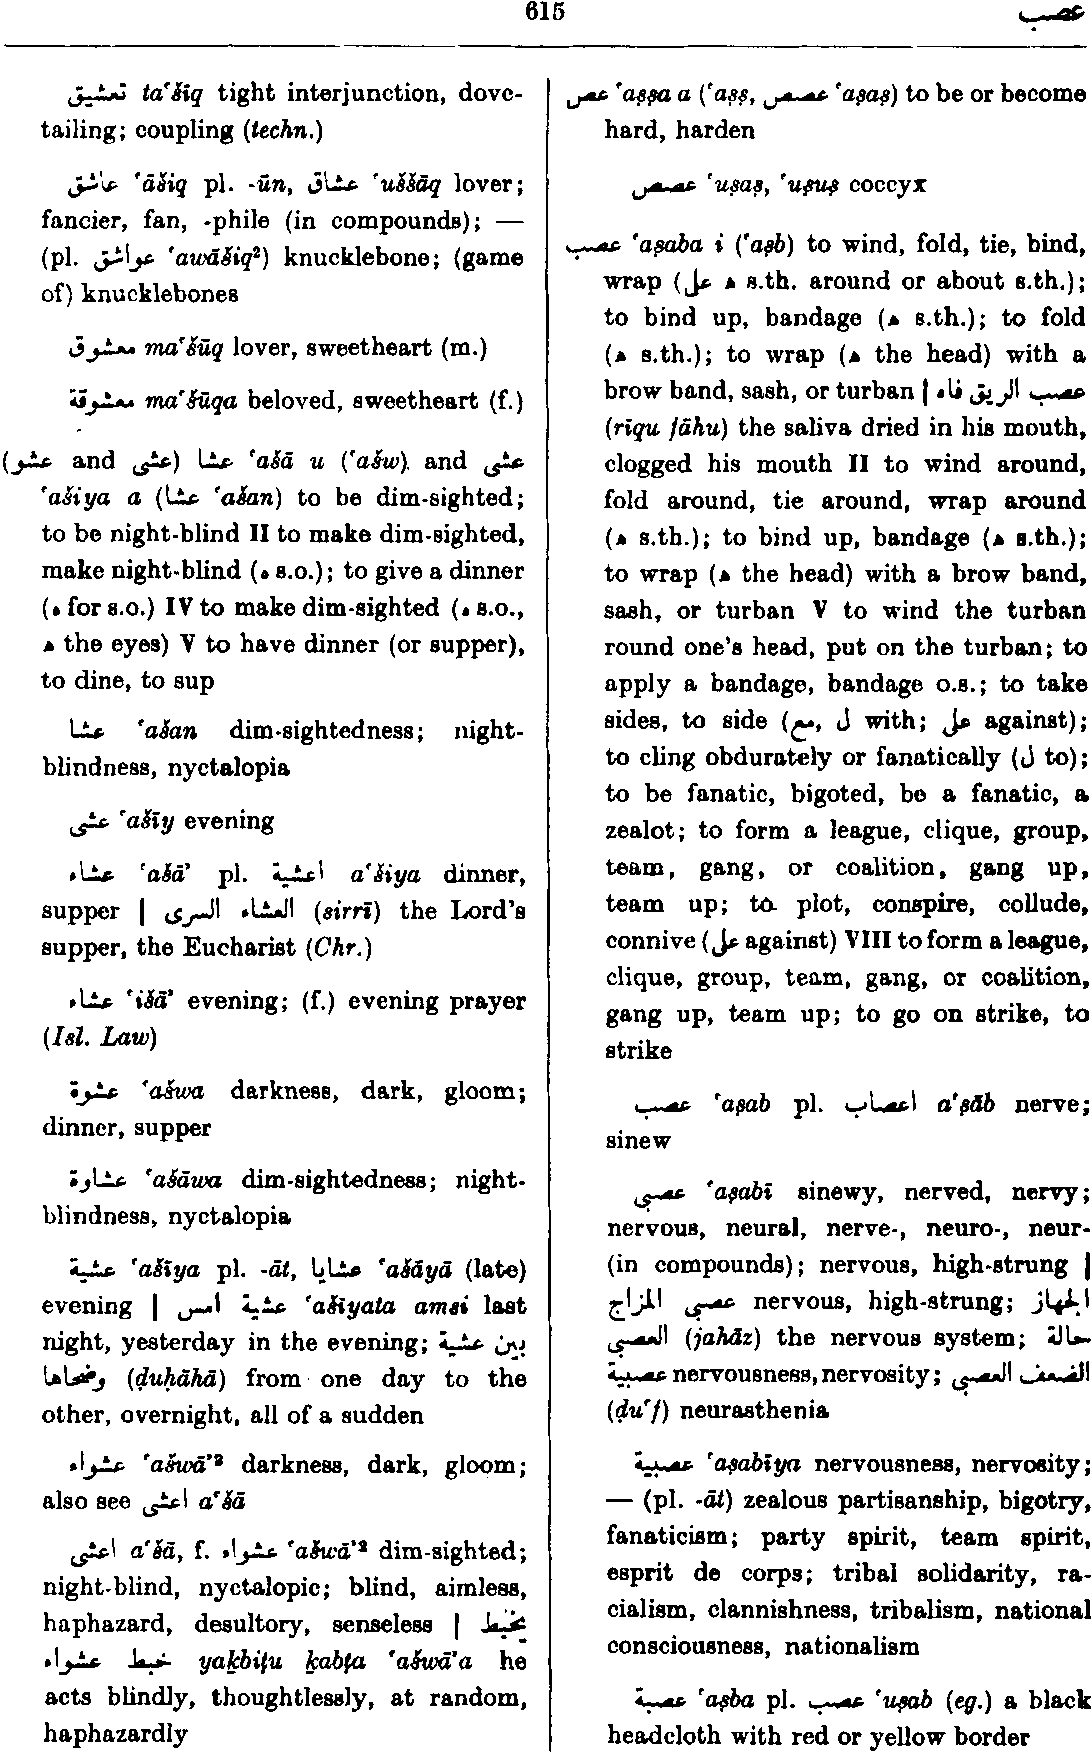 615
عصب
تعشيق ta‘šīq tight interjunction, dove-
tailing; coupling (techn.)
عاشق ‘āšiq pl. -ūn, عشاق ‘uššāq lover;
fancier, fan, -phile (in compounds); —
(pl. عواشق ‘awāšiq²) knucklebone; (game
of) knucklebones
معشوق ma‘šūq lover, sweetheart (m.)
معشوقة ma‘šūqa beloved, sweetheart (f.)
(عشو and عشى) عشا ‘ašā u (‘ašw) and عشى
‘ašiya a (عشا ‘ašan) to be dim-sighted;
to be night-blind II to make dim-sighted,
make night-blind (ه s.o.); to give a dinner
(ه for s.o.) IV to make dim-sighted (ه s.o.,
ه the eyes) V to have dinner (or supper),
to dine, to sup
عشا ‘ašan dim-sightedness; night-
blindness, nyctalopia
عشى ‘ašīy evening
عشاء ‘ašā’ pl. اعشية a‘šiya dinner,
supper | العشاء السرى (sirrī) the Lord's
supper, the Eucharist (Chr.)
عشاء ‘išā’ evening; (f.) evening prayer
(Isl. Law)
عشوة ‘ašwa darkness, dark, gloom;
dinner, supper
عشاوة ‘ašāwa dim-sightedness; night-
blindness, nyctalopia
عشية ‘ašīya pl. -āt, عشايا ‘ašāyā (late)
evening | عشية امس ‘ašīyata amsi last
night, yesterday in the evening; بين عشية
وضحاها (ḍuḥāhā) from one day to the
other, overnight, all of a sudden
عشواء ‘ašwā’² darkness, dark, gloom;
also see اعشى a‘šā
اعشى a‘šā, f. عشواء ‘ašwā’² dim-sighted;
night-blind, nyctalopic; blind, aimless,
haphazard, desultory, senseless | يخبط
خبط عشواء yaḵbiṭu ḵabṭa ‘ašwā’a he
acts blindly, thoughtlessly, at random,
haphazardly
عص ‘aṣṣa a (‘aṣṣ, عصص ‘aṣaṣ) to be or become
hard, harden
عصص ‘uṣaṣ, ‘uṣuṣ coccyx
عصب ‘aṣaba i (‘aṣb) to wind, fold, tie, bind,
wrap (على ه s.th. around or about s.th.);
to bind up, bandage (ه s.th.); to fold
(ه s.th.); to wrap (ه the head) with a
brow band, sash, or turban | عصب الريق فاه
(rīqu fāhu) the saliva dried in his mouth,
clogged his mouth II to wind around,
fold around, tie around, wrap around
(ه s.th.); to bind up, bandage (ه s.th.);
to wrap (ه the head) with a brow band,
sash, or turban V to wind the turban
round one's head, put on the turban; to
apply a bandage, bandage o.s.; to take
sides, to side (مع, ل with; على against);
to cling obdurately or fanatically (ل to);
to be fanatic, bigoted, be a fanatic, a
zealot; to form a league, clique, group,
team, gang, or coalition, gang up,
team up; to plot, conspire, collude,
connive (على against) VIII to form a league,
clique, group, team, gang, or coalition,
gang up, team up; to go on strike, to
strike
عصب ‘aṣab pl. اعصاب a‘ṣāb nerve;
sinew
عصبى ‘aṣabī sinewy, nerved, nervy;
nervous, neural, nerve-, neuro-, neur-
(in compounds); nervous, high-strung |
عصبى المزاج nervous, high-strung; الجهاز
العصبى (jahāz) the nervous system; حالة
عصبية nervousness, nervosity; الضعف العصبى
(ḍu‘f) neurasthenia
عصبية ‘aṣabīya nervousness, nervosity;
— (pl. -āt) zealous partisanship, bigotry,
fanaticism; party spirit, team spirit,
esprit de corps; tribal solidarity, ra-
cialism, clannishness, tribalism, national
consciousness, nationalism
عصبة ‘aṣba pl. عصب ‘uṣab (eg.) a black
headcloth with red or yellow border